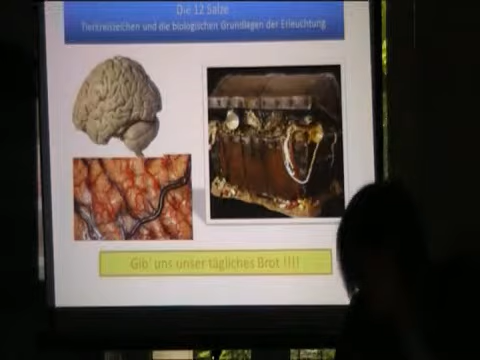 Die 12 Salze
Tierkreiszeichen und die biologischen Grundlagen der Erleuchtung
Gib' uns unser tägliches Brot !!!!